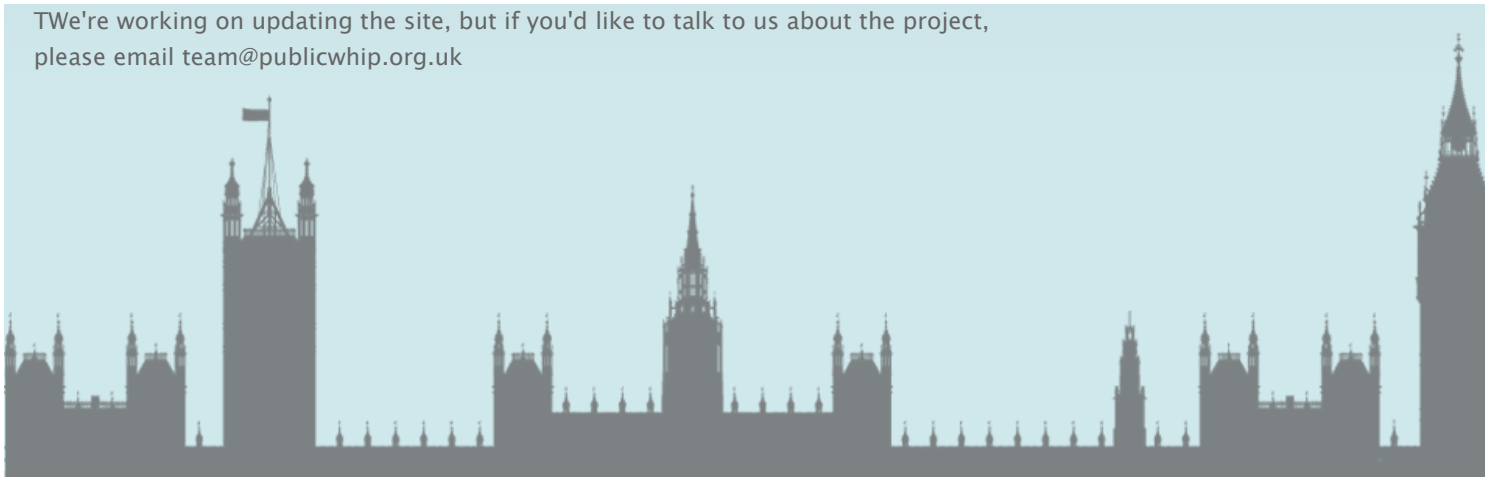 TWe're working on updating the site, but if you'd like to talk to us about the project,
please email team@publicwhip.org.uk